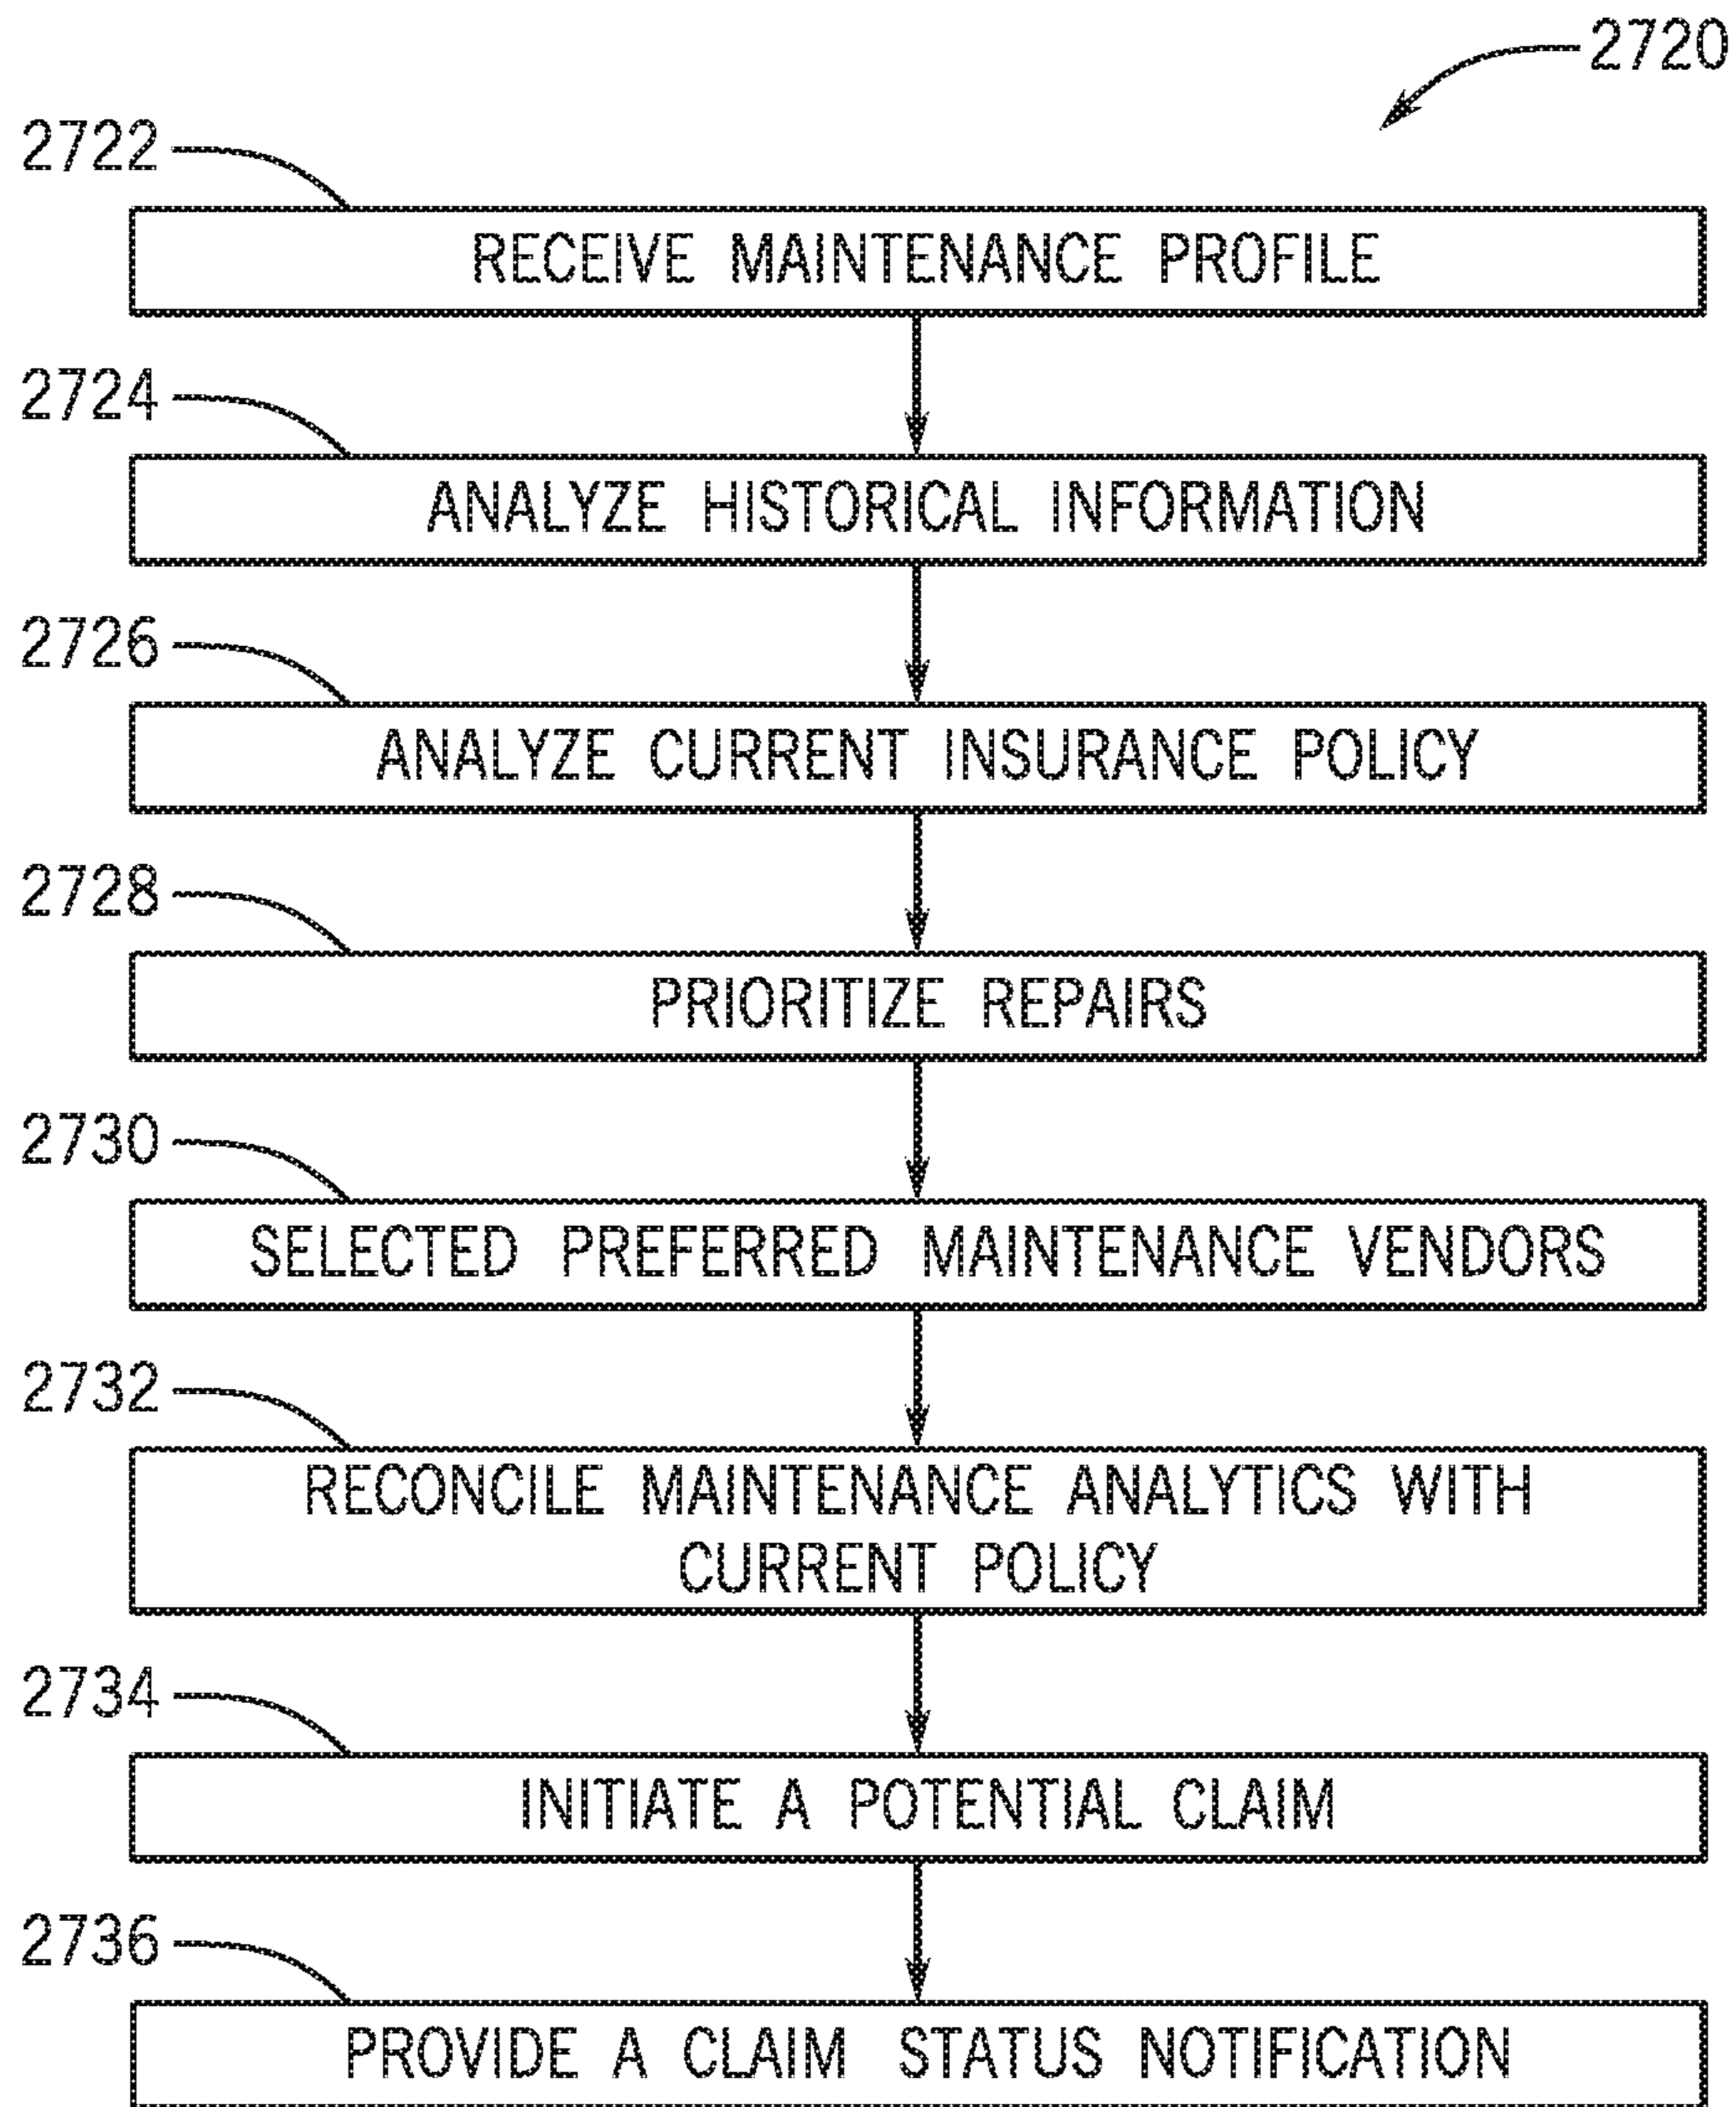 2720
2722
RECEIVE MAINTENANCE PROFILE
2724
ANALYZE HISTORICAL INFORMATION
2726
ANALYZE CURRENT INSURANCE POLICY
2728
PRIORITIZE REPAIRS
2730
SELECTED PREFERRED MAINTENANCE VENDORS
2732
RECONCILE MAINTENANCE ANALYTICS WITH
CURRENT POLICY
2734
INITIATE A POTENTIAL CLAIM
2736
PROVIDE A CLAIM STATUS NOTIFICATION